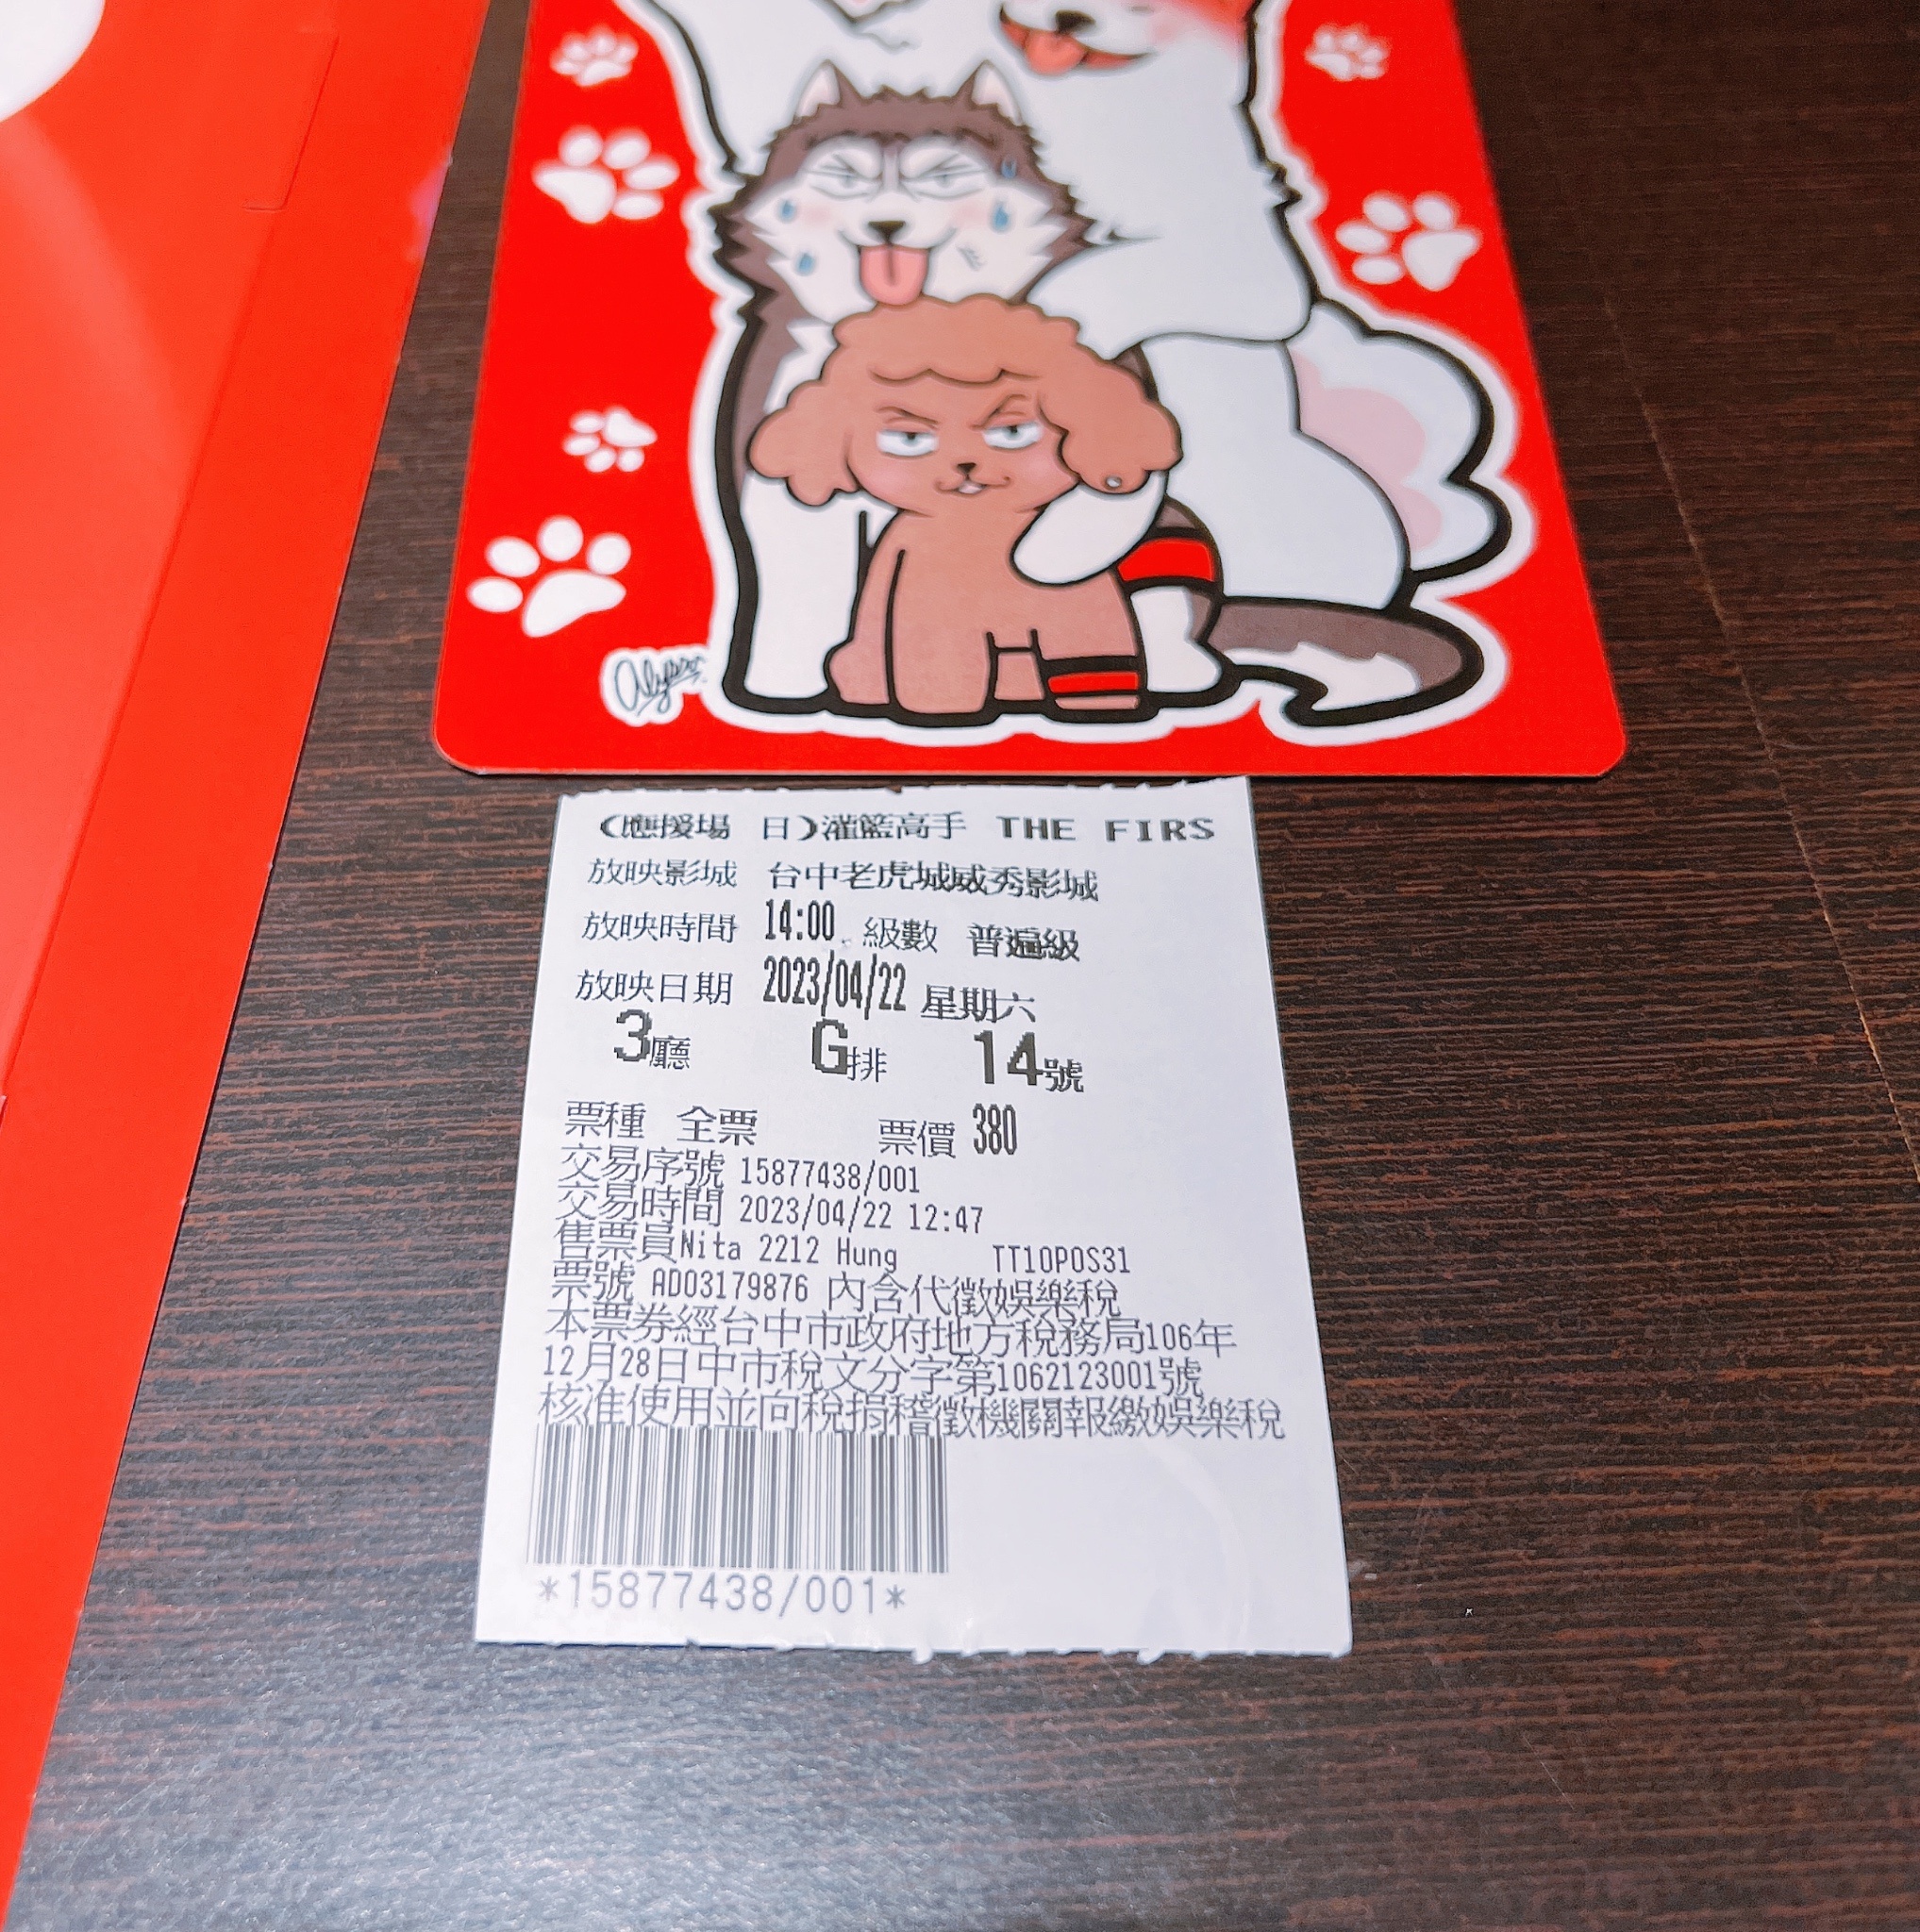 Alyssa.
(應援場 日)灌籃高手 THE FIRS
放映影城 台中老虎城威秀影城
放映時間 14:00 級數 普遍級
放映日期 2023/04/22 星期六
3廳 G排 14號
票種 全票 票價 380
交易序號 15877438/001
交易時間 2023/04/22 12:47
售票員Nita 2212 Hung TT10POS31
票號 AD03179876 內含代徵娛樂稅
本票券經台中市政府地方稅務局106年
12月28日中市稅文分字第1062123001號
核准使用並向稅捐稽徵機關報繳娛樂稅
*15877438/001*